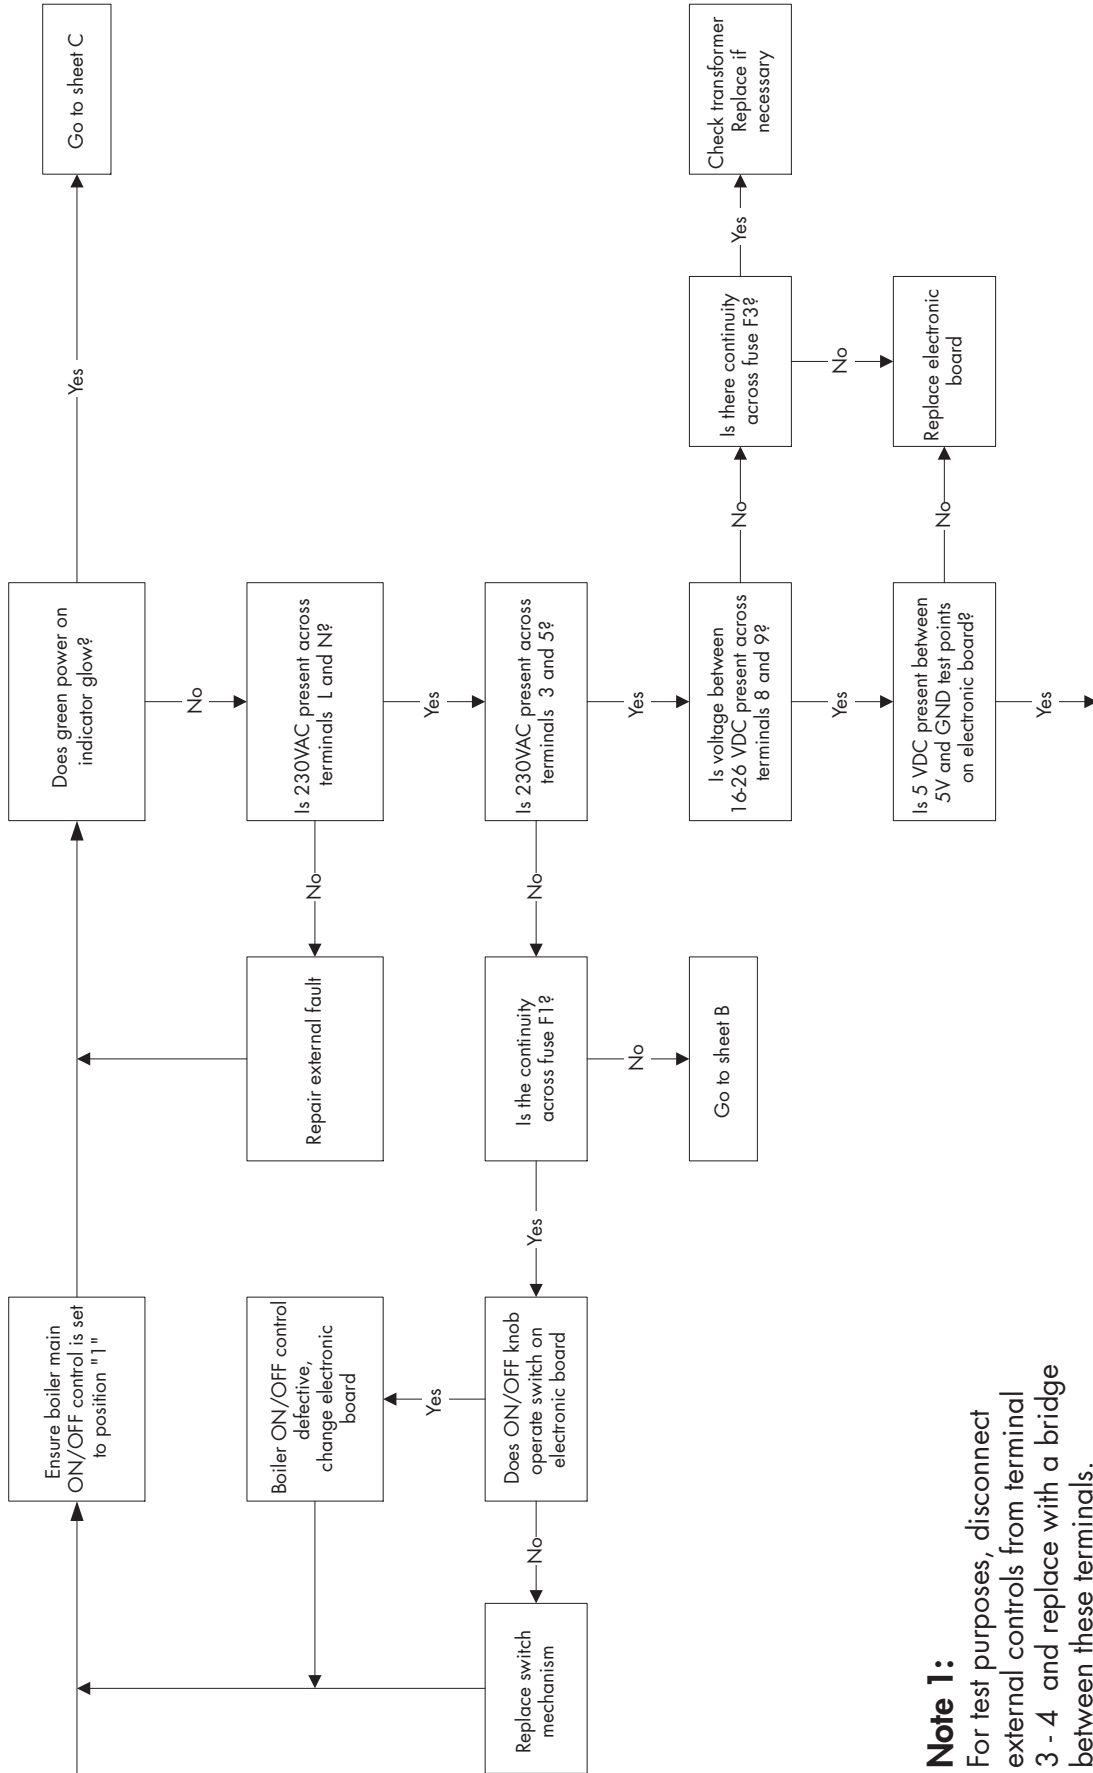 Ensure boiler main
ON/OFF control is set
to position "1"
Does green power on
indicator glow?
Yes
Go to sheet C
No
Boiler ON/OFF control
defective,
change electronic
board
Repair external fault
No
Is 230VAC present across
terminals L and N?
Yes
Yes
Replace switch
mechanism
No
Does ON/OFF knob
operate switch on
electronic board
Yes
Is the continuity
across fuse F1?
No
Is 230VAC present across
terminals 3 and 5?
No
Yes
Go to sheet B
Is voltage between
16-26 VDC present across
terminals 8 and 9?
No
Is there continuity
across fuse F3?
Yes
Check transformer
Replace if
necessary
Yes
No
Is 5 VDC present between
5V and GND test points
on electronic board?
No
Replace electronic
board
Yes
Note 1:
For test purposes, disconnect
external controls from terminal
3 - 4 and replace with a bridge
between these terminals.